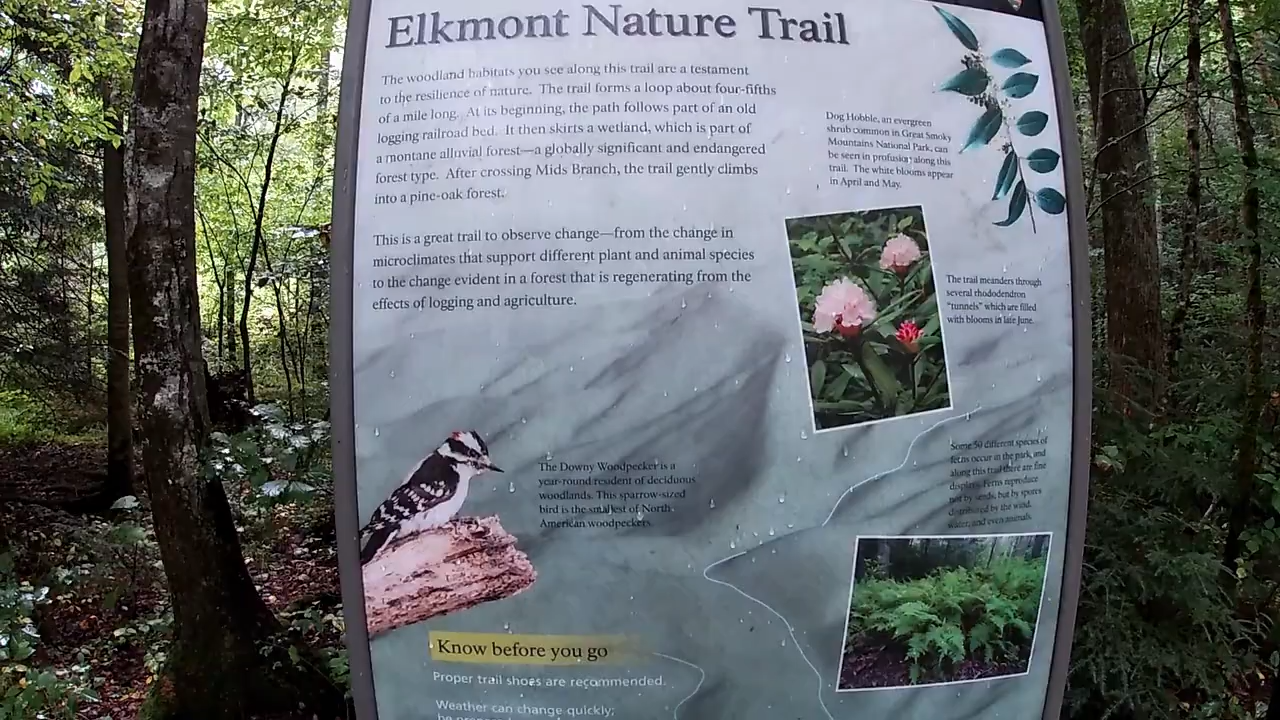 Elkmont Nature Trail
The woodland habitats you see along this trail are a testament
to the resilience of nature. The trail forms a loop about four-fifths
of a mile long. At its beginning, the path follows part of an old
logging railroad bed. It then skirts a wetland, which is part of
a montane alluvial forest—a globally significant and endangered
forest type. After crossing Mids Branch, the trail gently climbs
into a pine-oak forest.
This is a great trail to observe change—from the change in
microclimates that support different plant and animal species
to the change evident in a forest that is regenerating from the
effects of logging and agriculture.
Dog Hobble, an evergreen
shrub common in Great Smoky
Mountains National Park, can
be seen in profusion along this
trail. The white blooms appear
in April and May.
The trail meanders through
several rhododendron
“tunnels” which are filled
with blooms in late June.
Some 50 different species of
ferns occur in the park, and
along this trail there are fine
displays. Ferns reproduce
not by seeds, but by spores
distributed by the wind,
water, and even animals.
The Downy Woodpecker is a
year-round resident of deciduous
woodlands. This sparrow-sized
bird is the smallest of North
American woodpeckers.
Know before you go
Proper trail shoes are recommended.
Weather can change quickly;
be